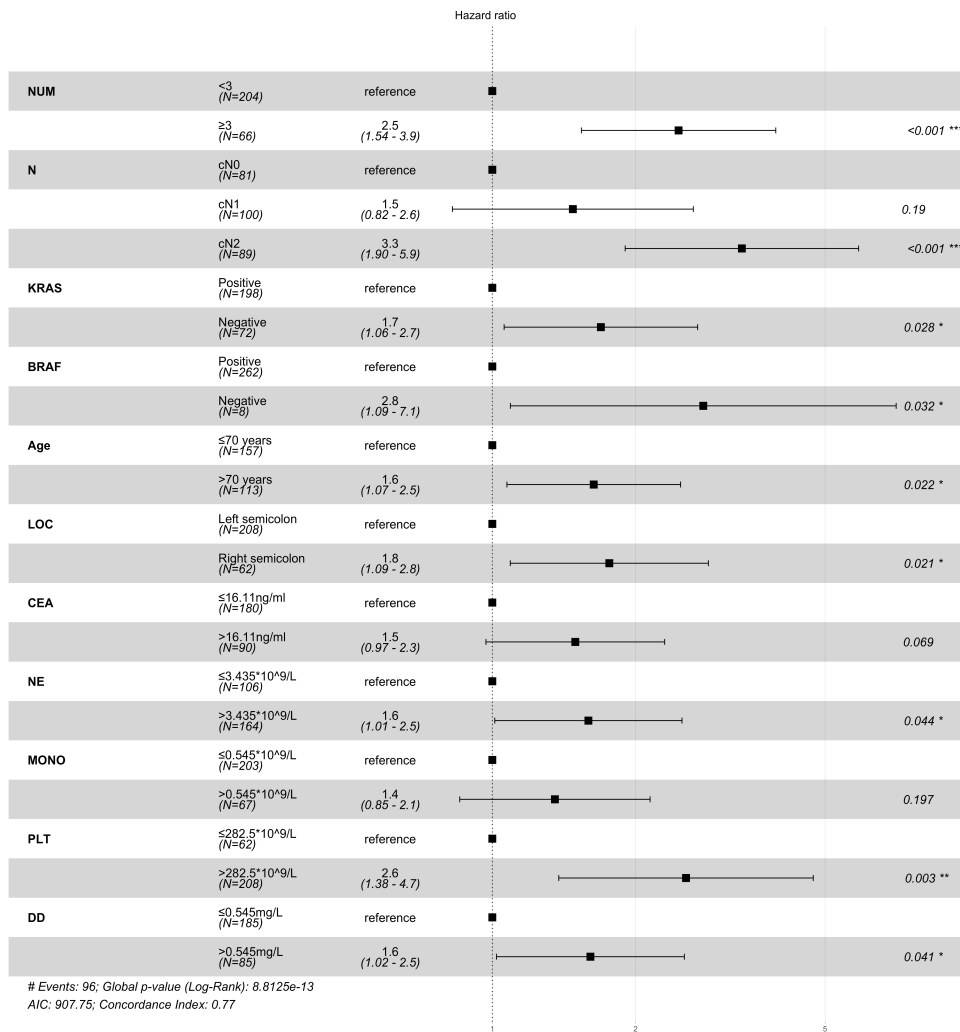 Hazard ratio
NUM <3 (N=204) reference
≥3 (N=66) 2.5 (1.54 - 3.9) <0.001 ***
N cN0 (N=81) reference
cN1 (N=100) 1.5 (0.82 - 2.6) 0.19
cN2 (N=89) 3.3 (1.90 - 5.9) <0.001 ***
KRAS Positive (N=198) reference
Negative (N=72) 1.7 (1.06 - 2.7) 0.028 *
BRAF Positive (N=262) reference
Negative (N=8) 2.8 (1.09 - 7.1) 0.032 *
Age ≤70 years (N=157) reference
>70 years (N=113) 1.6 (1.07 - 2.5) 0.022 *
LOC Left semicolon (N=208) reference
Right semicolon (N=62) 1.8 (1.09 - 2.8) 0.021 *
CEA ≤16.11ng/ml (N=180) reference
>16.11ng/ml (N=90) 1.5 (0.97 - 2.3) 0.069
NE ≤3.435*10^9/L (N=106) reference
>3.435*10^9/L (N=164) 1.6 (1.01 - 2.5) 0.044 *
MONO ≤0.545*10^9/L (N=203) reference
>0.545*10^9/L (N=67) 1.4 (0.85 - 2.1) 0.197
PLT ≤282.5*10^9/L (N=62) reference
>282.5*10^9/L (N=208) 2.6 (1.38 - 4.7) 0.003 **
DD ≤0.545mg/L (N=185) reference
>0.545mg/L (N=85) 1.6 (1.02 - 2.5) 0.041 *
# Events: 96; Global p-value (Log-Rank): 8.8125e-13
AIC: 907.75; Concordance Index: 0.77
1 2 5